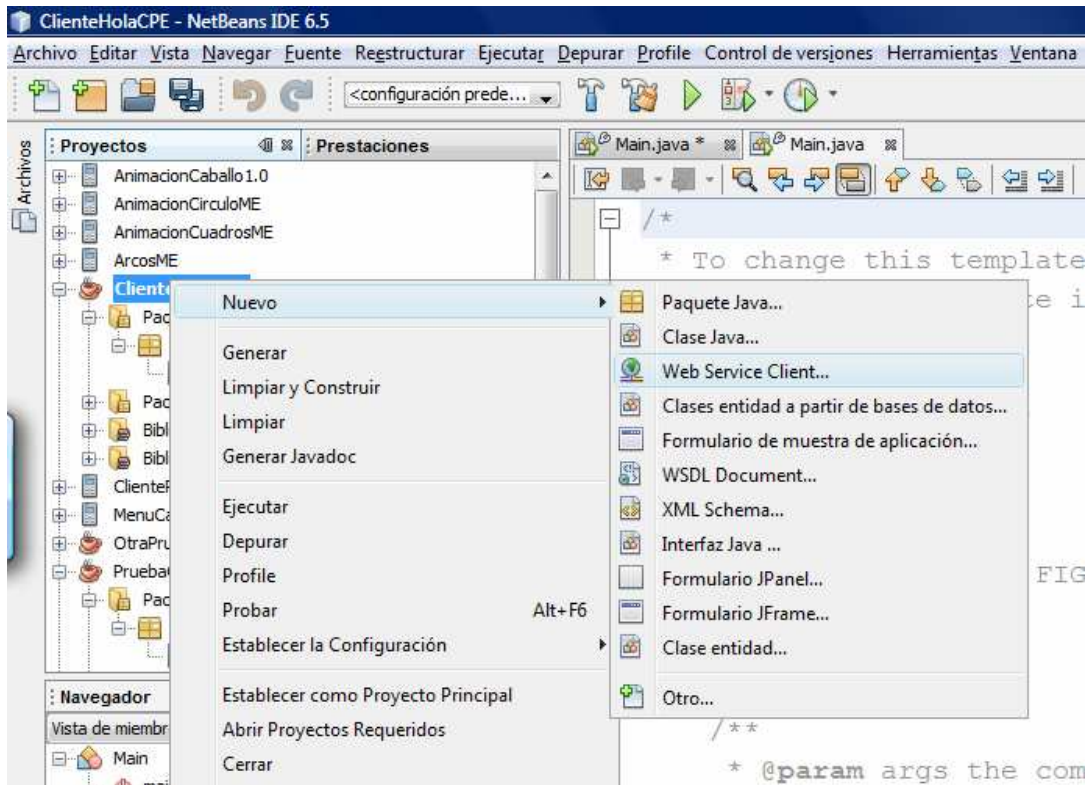 ClienteHolaCPE - NetBeans IDE 6.5
Archivo Editar Vista Navegar Fuente Reestructurar Ejecutar Depurar Profile Control de versiones Herramientas Ventana
<configuración prede...
Archivos
Proyectos
Prestaciones
Main.java *
Main.java
AnimacionCaballo1.0
AnimacionCirculoME
AnimacionCuadrosME
ArcosME
Cliente
Paq
Paq
Bibl
Bibl
MenuCa
OtraPru
Prueba
Paq
Nuevo
Generar
Limpiar y Construir
Limpiar
Generar Javadoc
Ejecutar
Depurar
Profile
Probar Alt+F6
Establecer la Configuración
Establecer como Proyecto Principal
Abrir Proyectos Requeridos
Cerrar
Paquete Java...
Clase Java...
Web Service Client...
Clases entidad a partir de bases de datos...
Formulario de muestra de aplicación...
WSDL Document...
XML Schema...
Interfaz Java ...
Formulario JPanel...
Formulario JFrame...
Clase entidad...
Otro...
/*
* To change this template
FIG
/**
* @param args the com
Navegador
Vista de miembr
Main